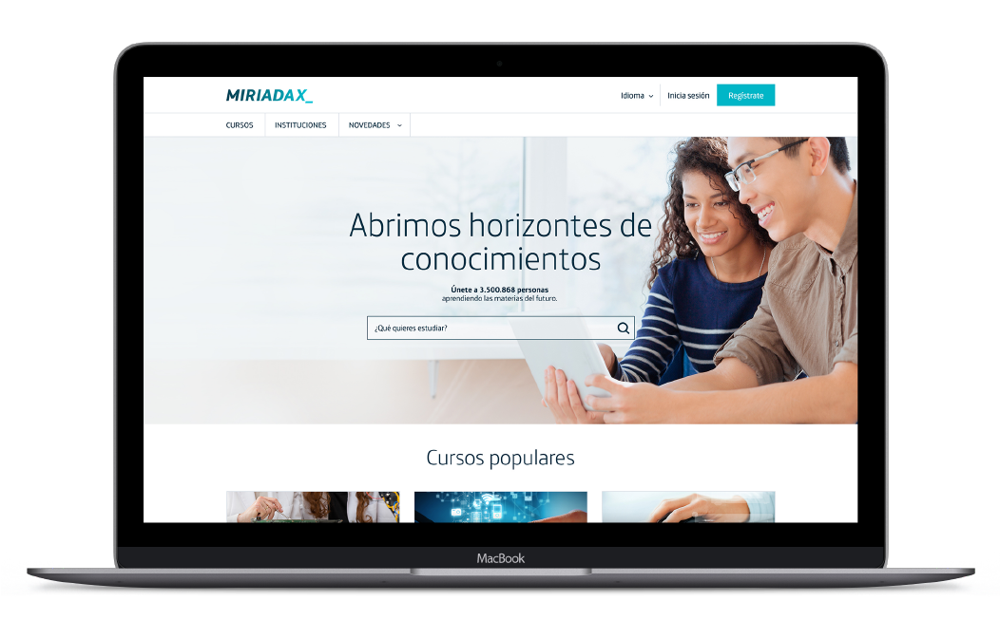 MIRIADAX_
Idioma
Inicia sesión
Regístrate
CURSOS
INSTITUCIONES
NOVEDADES
Abrimos horizontes de
conocimientos
Únete a 3.500.868 personas
aprendiendo las materias del futuro.
¿Qué quieres estudiar?
Cursos populares
MacBook